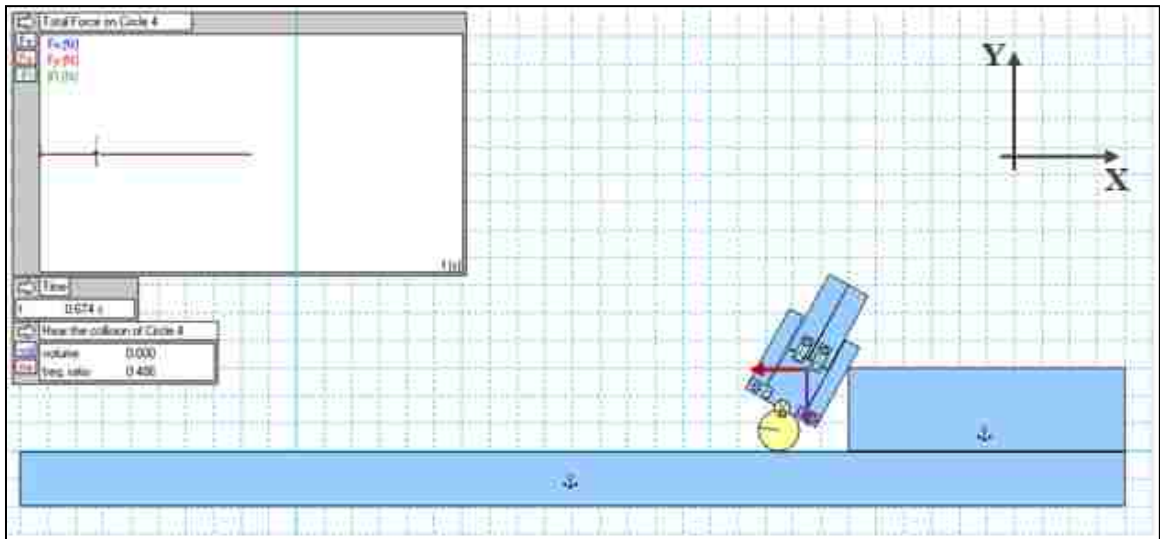 Total Force on Circle 4
Fx (N)
Fy (N)
|F| (N)
t (s)
Time
t 0.674 s
Hear the collision of Circle 4
volume 0.000
freq. ratio 0.486
Y
X